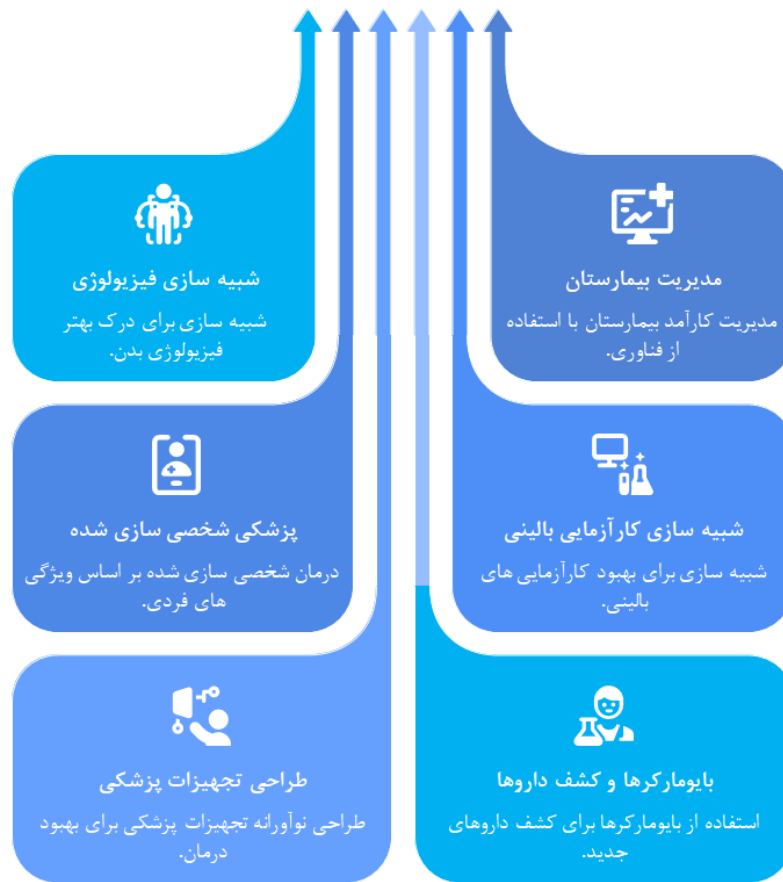 مدیریت بیمارستان
مدیریت کارآمد بیمارستان با استفاده
از فناوری.
شبیه سازی فیزیولوژی
شبیه سازی برای درک بهتر
فیزیولوژی بدن.
شبیه سازی کارآزمایی بالینی
شبیه سازی برای بهبود کارآزمایی های
بالینی.
پزشکی شخصی سازی شده
درمان شخصی سازی شده بر اساس ویژگی
های فردی.
بایومارکرها و کشف داروها
استفاده از بایومارکرها برای کشف داروهای
جدید.
طراحی تجهیزات پزشکی
طراحی نوآورانه تجهیزات پزشکی برای بهبود
درمان.